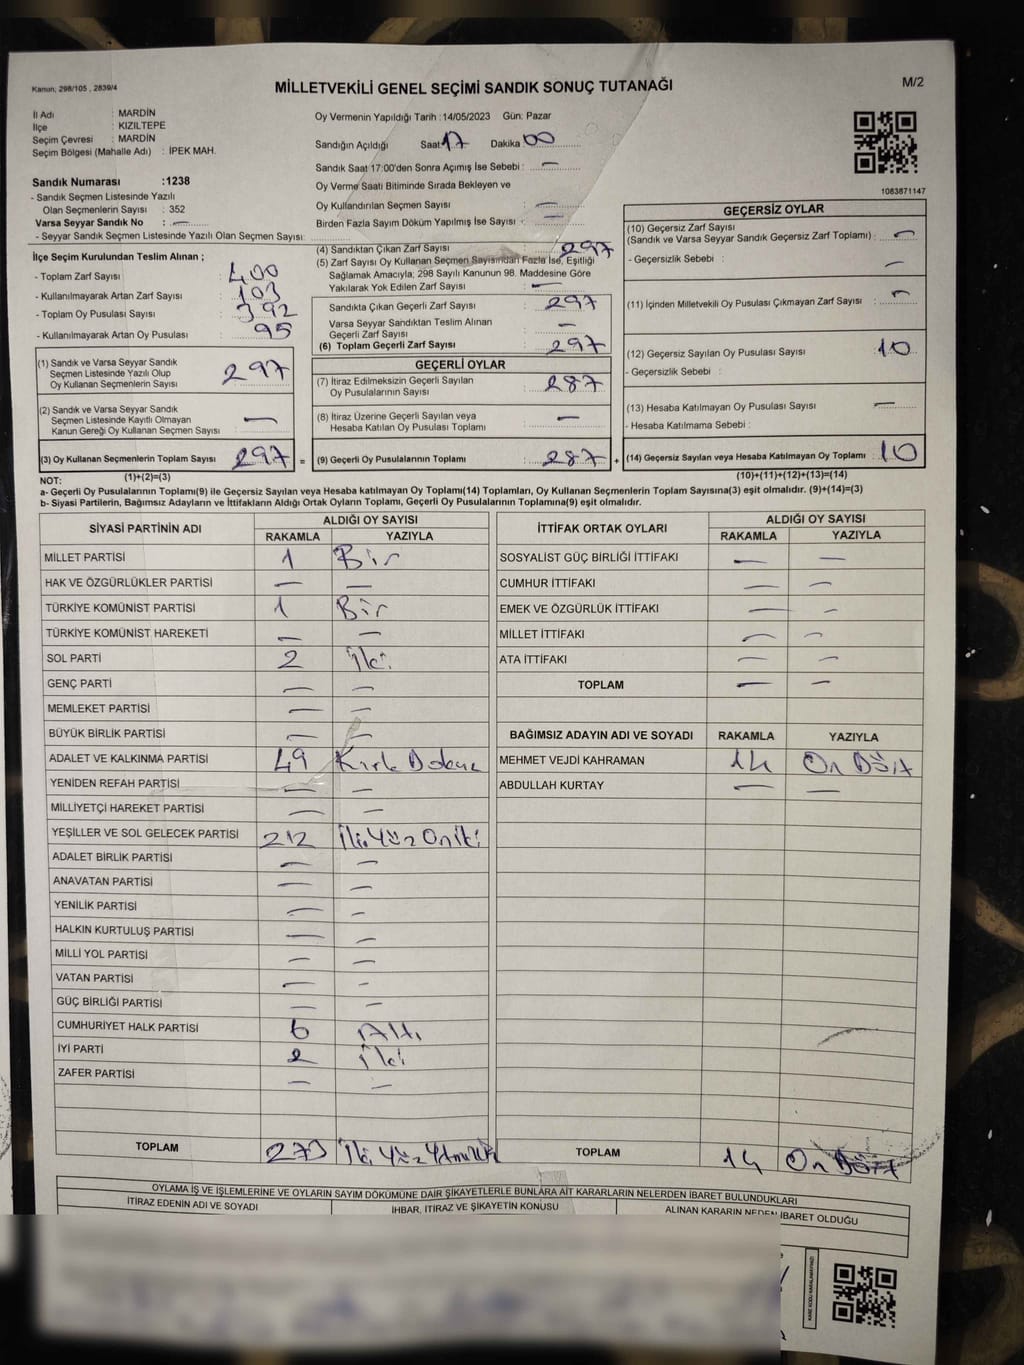 Kanun; 298/105 , 2839/4
MİLLETVEKİLİ GENEL SEÇİMİ SANDIK SONUÇ TUTANAĞI
M/2
İl Adı : MARDİN
İlçe : KIZILTEPE
Seçim Çevresi : MARDİN
Seçim Bölgesi (Mahalle Adı) : İPEK MAH.
Sandık Numarası :1238
- Sandık Seçmen Listesinde Yazılı
Olan Seçmenlerin Sayısı : 352
Varsa Seyyar Sandık No : —
- Seyyar Sandık Seçmen Listesinde Yazılı Olan Seçmen Sayısı:
Oy Vermenin Yapıldığı Tarih :14/05/2023 Gün: Pazar
Sandığın Açıldığı Saat 17 Dakika 00
Sandık Saat 17:00'den Sonra Açımış İse Sebebi : —
Oy Verme Saati Bitiminde Sırada Bekleyen ve
Oy Kullandırılan Seçmen Sayısı —
Birden Fazla Sayım Döküm Yapılmış İse Sayısı : —
1083871147
İlçe Seçim Kurulundan Teslim Alınan ;
- Toplam Zarf Sayısı : 400
- Kullanılmayarak Artan Zarf Sayısı : 103
- Toplam Oy Pusulası Sayısı : 392
- Kullanılmayarak Artan Oy Pusulası : 95
(4) Sandıktan Çıkan Zarf Sayısı : 297
(5) Zarf Sayısı Oy Kullanan Seçmen Sayısından Fazla İse, Eşitliği
Sağlamak Amacıyla; 298 Sayılı Kanunun 98. Maddesine Göre
Yakılarak Yok Edilen Zarf Sayısı : —
Sandıkta Çıkan Geçerli Zarf Sayısı : 297
Varsa Seyyar Sandıktan Teslim Alınan
Geçerli Zarf Sayısı : —
(6) Toplam Geçerli Zarf Sayısı : 297
GEÇERSİZ OYLAR
(10) Geçersiz Zarf Sayısı
(Sandık ve Varsa Seyyar Sandık Geçersiz Zarf Toplamı) : —
- Geçersizlik Sebebi : —
(11) İçinden Milletvekili Oy Pusulası Çıkmayan Zarf Sayısı : —
(12) Geçersiz Sayılan Oy Pusulası Sayısı : 10
- Geçersizlik Sebebi :
(13) Hesaba Katılmayan Oy Pusulası Sayısı : —
- Hesaba Katılmama Sebebi :
(1) Sandık ve Varsa Seyyar Sandık
Seçmen Listesinde Yazılı Olup
Oy Kullanan Seçmenlerin Sayısı : 297
(2) Sandık ve Varsa Seyyar Sandık
Seçmen Listesinde Kayıtlı Olmayan
Kanun Gereği Oy Kullanan Seçmen Sayısı : —
GEÇERLİ OYLAR
(7) İtiraz Edilmeksizin Geçerli Sayılan
Oy Pusulalarının Sayısı : 287
(8) İtiraz Üzerine Geçerli Sayılan veya
Hesaba Katılan Oy Pusulası Toplamı : —
(3) Oy Kullanan Seçmenlerin Toplam Sayısı : 297 = (9) Geçerli Oy Pusulalarının Toplamı : 287 + (14) Geçersiz Sayılan veya Hesaba Katılmayan Oy Toplamı : 10
NOT: (1)+(2)=(3) (10)+(11)+(12)+(13)=(14)
a- Geçerli Oy Pusulalarının Toplamı(9) ile Geçersiz Sayılan veya Hesaba katılmayan Oy Toplamı(14) Toplamları, Oy Kullanan Seçmenlerin Toplam Sayısına(3) eşit olmalıdır. (9)+(14)=(3)
b- Siyasi Partilerin, Bağımsız Adayların ve İttifakların Aldığı Ortak Oyların Toplamı, Geçerli Oy Pusulalarının Toplamına(9) eşit olmalıdır.
SİYASİ PARTİNİN ADI ALDIĞI OY SAYISI
RAKAMLA YAZIYLA
MİLLET PARTİSİ 1 Bir
HAK VE ÖZGÜRLÜKLER PARTİSİ — —
TÜRKİYE KOMÜNİST PARTİSİ 1 Bir
TÜRKİYE KOMÜNİST HAREKETİ — —
SOL PARTİ 2 İki
GENÇ PARTİ — —
MEMLEKET PARTİSİ — —
BÜYÜK BİRLİK PARTİSİ — —
ADALET VE KALKINMA PARTİSİ 49 Kırk Dokuz
YENİDEN REFAH PARTİSİ — —
MİLLİYETÇİ HAREKET PARTİSİ — —
YEŞİLLER VE SOL GELECEK PARTİSİ 212 İki Yüz On iki
ADALET BİRLİK PARTİSİ — —
ANAVATAN PARTİSİ — —
YENİLİK PARTİSİ — —
HALKIN KURTULUŞ PARTİSİ — —
MİLLİ YOL PARTİSİ — —
VATAN PARTİSİ — —
GÜÇ BİRLİĞİ PARTİSİ — —
CUMHURİYET HALK PARTİSİ 6 Altı
İYİ PARTİ 2 İki
ZAFER PARTİSİ — —
TOPLAM 273 İki Yüz
İTTİFAK ORTAK OYLARI ALDIĞI OY SAYISI
RAKAMLA YAZIYLA
SOSYALİST GÜÇ BİRLİĞİ İTTİFAKI — —
CUMHUR İTTİFAKI — —
EMEK VE ÖZGÜRLÜK İTTİFAKI — —
MİLLET İTTİFAKI — —
ATA İTTİFAKI — —
TOPLAM — —
BAĞIMSIZ ADAYIN ADI VE SOYADI RAKAMLA YAZIYLA
MEHMET VEJDİ KAHRAMAN 14 On Dört
ABDULLAH KURTAY — —
TOPLAM 14 On Dört
OYLAMA İŞ VE İŞLEMLERİNE VE OYLARIN SAYIM DÖKÜMÜNE DAİR ŞİKAYETLERLE BUNLARA AİT KARARLARIN NELERDEN İBARET BULUNDUKLARI
İTİRAZ EDENİN ADI VE SOYADI İHBAR, İTİRAZ VE ŞİKAYETİN KONUSU ALINAN KARARIN NEDEN İBARET OLDUĞU